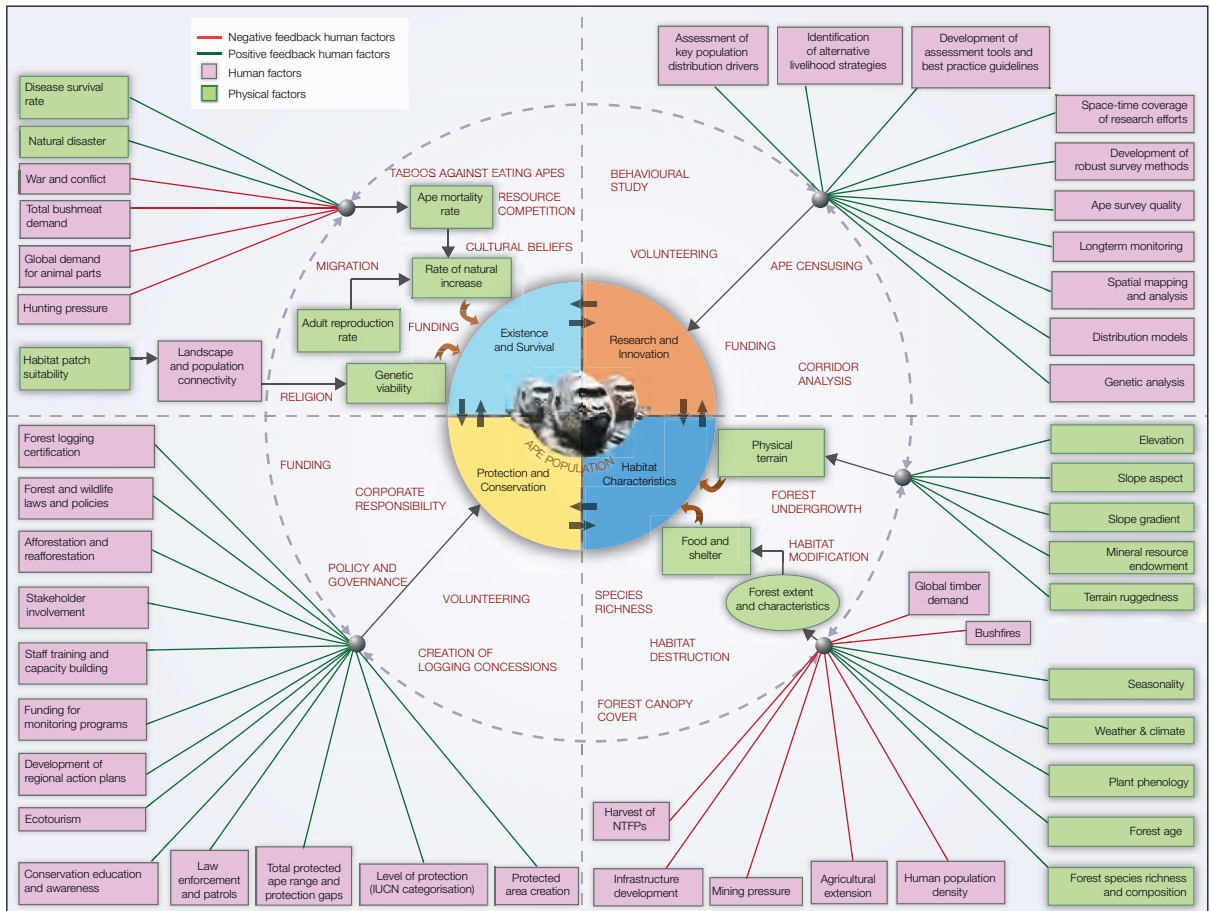 Negative feedback human factors
Positive feedback human factors
Human factors
Physical factors
Disease survival
rate
Natural disaster
War and conflict
Total bushmeat
demand
Global demand
for animal parts
Hunting pressure
Habitat patch
suitability
Landscape
and population
connectivity
TABOOS AGAINST EATING APES
Ape mortality
rate
RESOURCE
COMPETITION
CULTURAL BELIEFS
MIGRATION
Rate of natural
increase
Adult reproduction
rate
FUNDING
Genetic
viability
RELIGION
Existence
and Survival
Assessment of
key population
distribution drivers
Identification
of alternative
livelihood strategies
Development of
assessment tools and
best practice guidelines
Space-time coverage
of research efforts
Development of
robust survey methods
Ape survey quality
Longterm monitoring
Spatial mapping
and analysis
Distribution models
Genetic analysis
BEHAVIOURAL
STUDY
VOLUNTEERING
APE CENSUSING
FUNDING
CORRIDOR
ANALYSIS
Research and
Innovation
APE POPULATION
Protection and
Conservation
Habitat
Characteristics
Forest logging
certification
Forest and wildlife
laws and policies
Afforestation and
reafforestation
Stakeholder
involvement
Staff training and
capacity building
Funding for
monitoring programs
Development of
regional action plans
Ecotourism
Conservation education
and awareness
Law
enforcement
and patrols
Total protected
ape range and
protection gaps
Level of protection
(IUCN categorisation)
Protected
area creation
FUNDING
CORPORATE
RESPONSIBILITY
POLICY AND
GOVERNANCE
VOLUNTEERING
CREATION OF
LOGGING CONCESSIONS
Physical
terrain
FOREST
UNDERGROWTH
Food and
shelter
HABITAT
MODIFICATION
Forest extent
and characteristics
SPECIES
RICHNESS
HABITAT
DESTRUCTION
FOREST CANOPY
COVER
Elevation
Slope aspect
Slope gradient
Mineral resource
endowment
Terrain ruggedness
Global timber
demand
Bushfires
Seasonality
Weather & climate
Plant phenology
Forest age
Forest species richness
and composition
Harvest of
NTFPs
Infrastructure
development
Mining pressure
Agricultural
extension
Human population
density